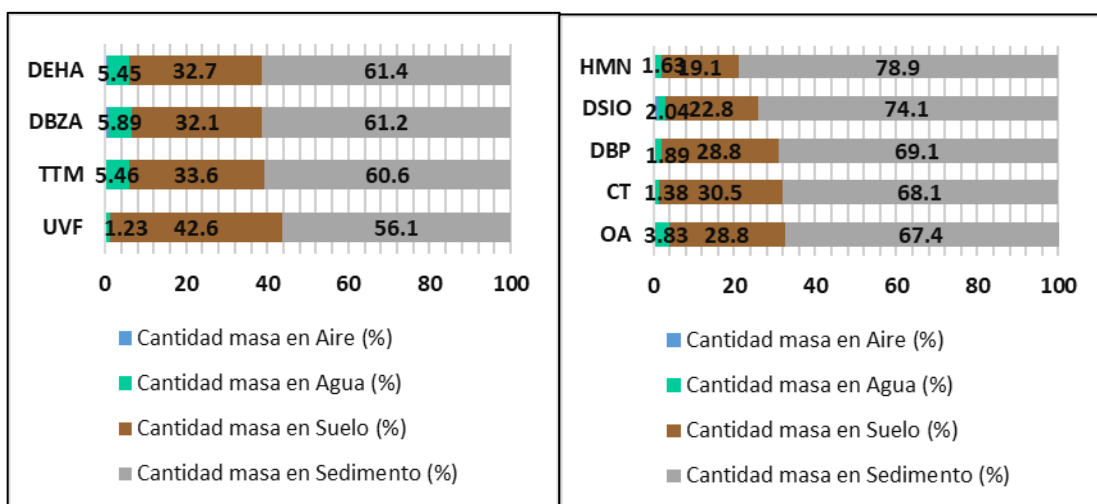 DEHA 5.45 32.7 61.4
DBZA 5.89 32.1 61.2
TTM 5.46 33.6 60.6
UVF 1.23 42.6 56.1
0 20 40 60 80 100
Cantidad masa en Aire (%)
Cantidad masa en Agua (%)
Cantidad masa en Suelo (%)
Cantidad masa en Sedimento (%)
HMN 1.63 19.1 78.9
DSIO 2.04 22.8 74.1
DBP 1.89 28.8 69.1
CT 1.38 30.5 68.1
OA 3.83 28.8 67.4
0 20 40 60 80 100
Cantidad masa en Aire (%)
Cantidad masa en Agua (%)
Cantidad masa en Suelo (%)
Cantidad masa en Sedimento (%)